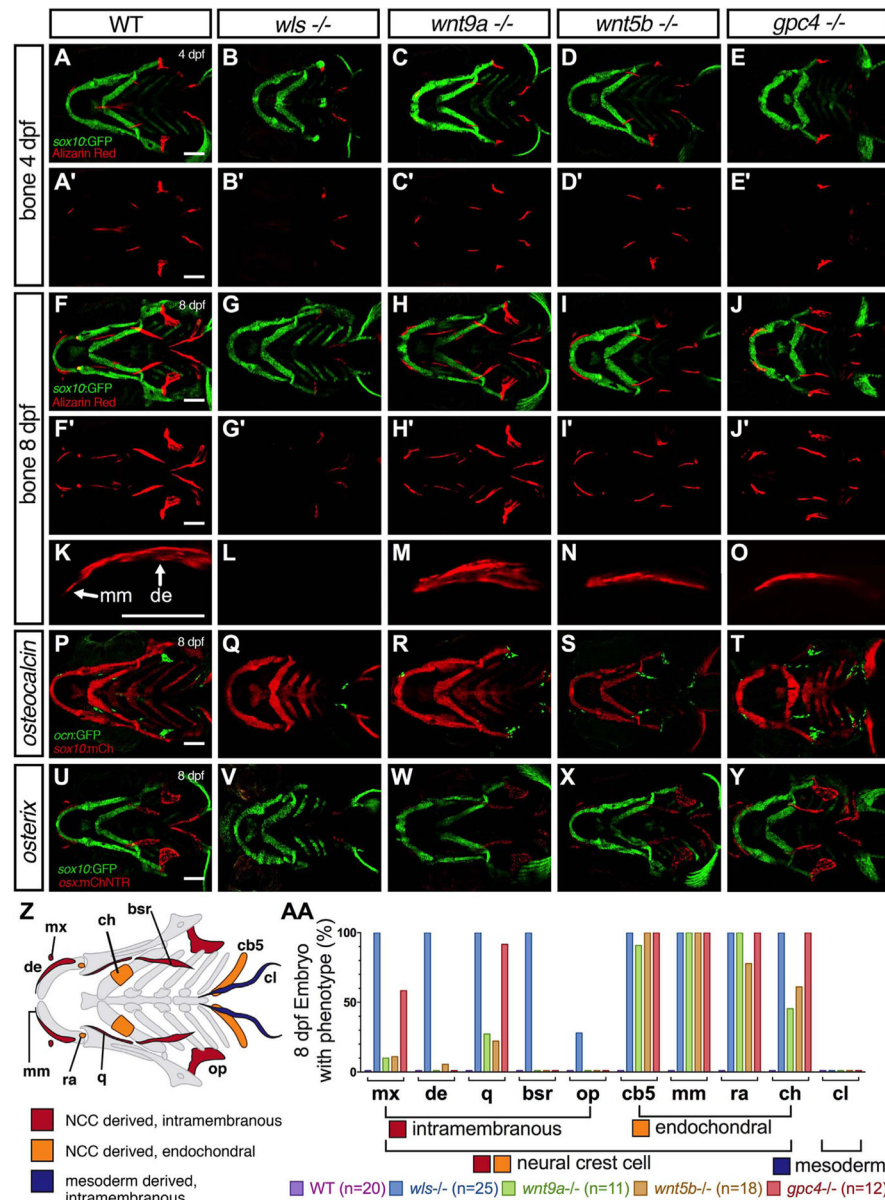 WT wls -/- wnt9a -/- wnt5b -/- gpc4 -/-
bone 4 dpf
A 4 dpf B C D E
sox10:GFP
Alizarin Red
A' B' C' D' E'
bone 8 dpf
F 8 dpf G H I J
sox10:GFP
Alizarin Red
F' G' H' I' J'
K L M N O
mm de
osteocalcin
P 8 dpf Q R S T
ocn:GFP
sox10:mCh
osterix
U 8 dpf V W X Y
sox10:GFP
osx:mChNTR
Z
mx
de
ch
bsr
cb5
cl
mm
ra
q
op
NCC derived, intramembranous
NCC derived, endochondral
mesoderm derived,
intramembranous
AA
8 dpf Embryo
with phenotype (%)
100
50
0
mx de q bsr op cb5 mm ra ch cl
intramembranous endochondral
neural crest cell mesoderm
WT (n=20) wls-/- (n=25) wnt9a-/- (n=11) wnt5b-/- (n=18) gpc4-/- (n=12)